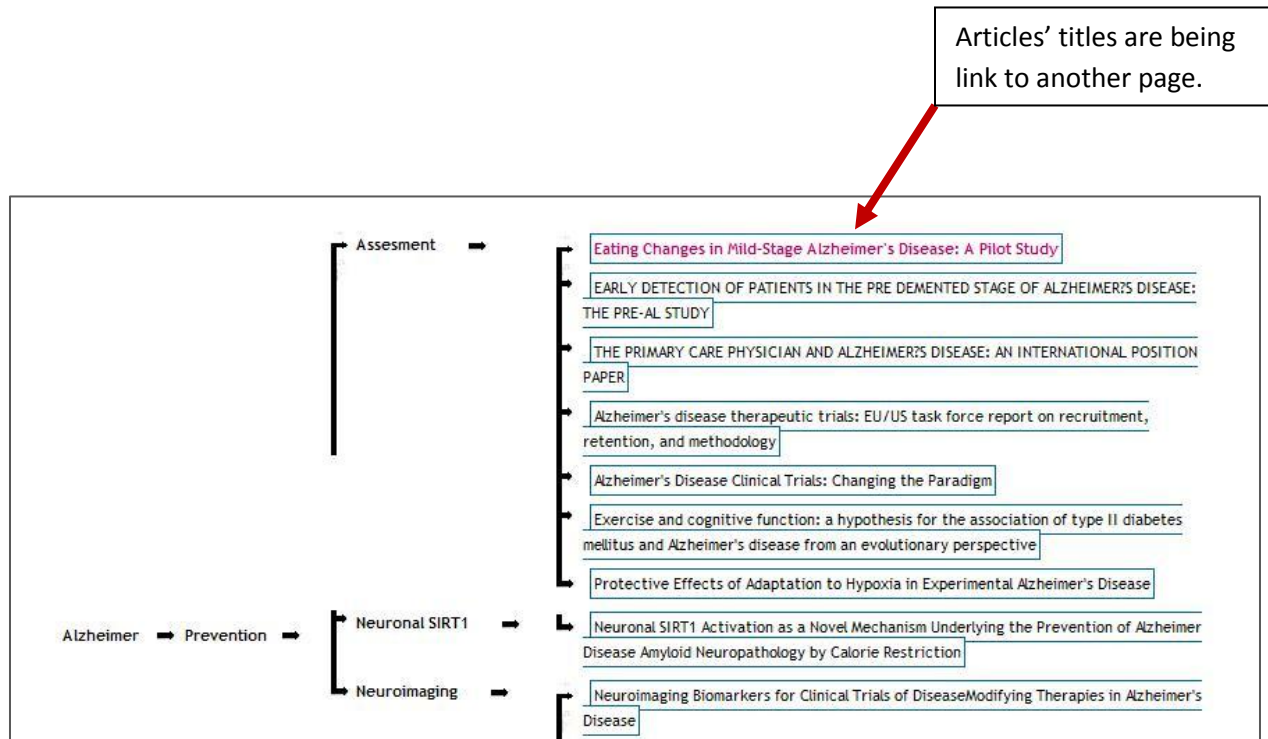 Articles’ titles are being
link to another page.
Assesment
Eating Changes in Mild-Stage Alzheimer's Disease: A Pilot Study
EARLY DETECTION OF PATIENTS IN THE PRE DEMENTED STAGE OF ALZHEIMER?S DISEASE:
THE PRE-AL STUDY
THE PRIMARY CARE PHYSICIAN AND ALZHEIMER?S DISEASE: AN INTERNATIONAL POSITION
PAPER
Alzheimer's disease therapeutic trials: EU/US task force report on recruitment,
retention, and methodology
Alzheimer's Disease Clinical Trials: Changing the Paradigm
Exercise and cognitive function: a hypothesis for the association of type II diabetes
mellitus and Alzheimer's disease from an evolutionary perspective
Protective Effects of Adaptation to Hypoxia in Experimental Alzheimer's Disease
Alzheimer
Prevention
Neuronal SIRT1
Neuronal SIRT1 Activation as a Novel Mechanism Underlying the Prevention of Alzheimer
Disease Amyloid Neuropathology by Calorie Restriction
Neuroimaging
Neuroimaging Biomarkers for Clinical Trials of DiseaseModifying Therapies in Alzheimer's
Disease